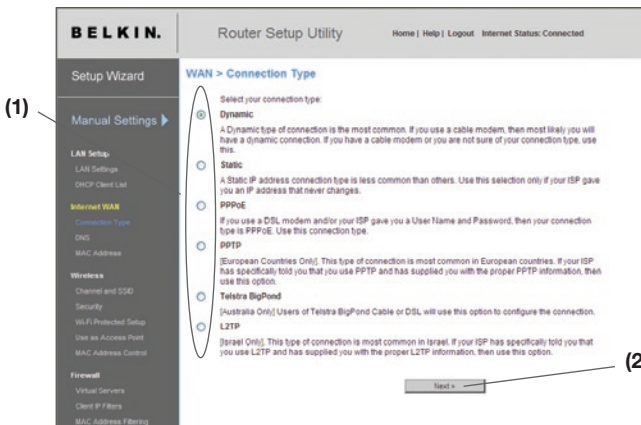 BELKIN.
Router Setup Utility
Home | Help | Logout Internet Status: Connected
Setup Wizard
WAN > Connection Type
(1)
Manual Settings
Select your connection type:
Dynamic
A Dynamic type of connection is the most common. If you use a cable modem, then most likely you will
have a dynamic connection. If you have a cable modem or you are not sure of your connection type, use
this.
Static
A Static IP address connection type is less common than others. Use this selection only if your ISP gave
you an IP address that never changes.
PPPoE
If you use a DSL modem and/or your ISP gave you a User Name and Password, then your connection
type is PPPoE. Use this connection type.
PPTP
[European Countries Only]. This type of connection is most common in European countries. If your ISP
has specifically told you that you use PPTP and has supplied you with the proper PPTP information, then
use this option.
Telstra BigPond
[Australia Only] Users of Telstra BigPond Cable or DSL will use this option to configure the connection.
L2TP
[Israel Only]. This type of connection is most common in Israel. If your ISP has specifically told you that
you use L2TP and has supplied you with the proper L2TP information, then use this option.
Next >
(2
LAN Setup
LAN Settings
DHCP Client List
Internet WAN
Connection Type
DNS
MAC Address
Wireless
Channel and SSID
Security
Wi-Fi Protected Setup
Use as Access Point
MAC Address Control
Firewall
Virtual Servers
Client IP Filters
MAC Address Filtering